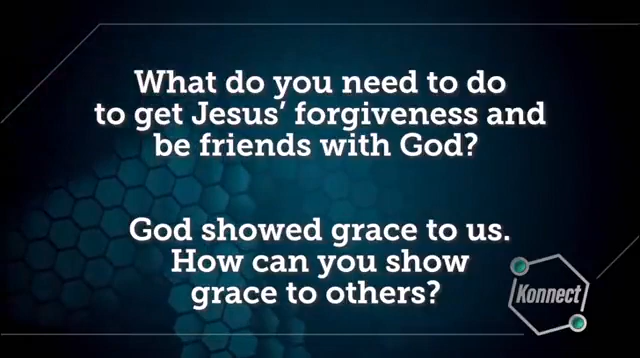 What do you need to do
to get Jesus’ forgiveness and
be friends with God?
God showed grace to us.
How can you show
grace to others?
Konnect